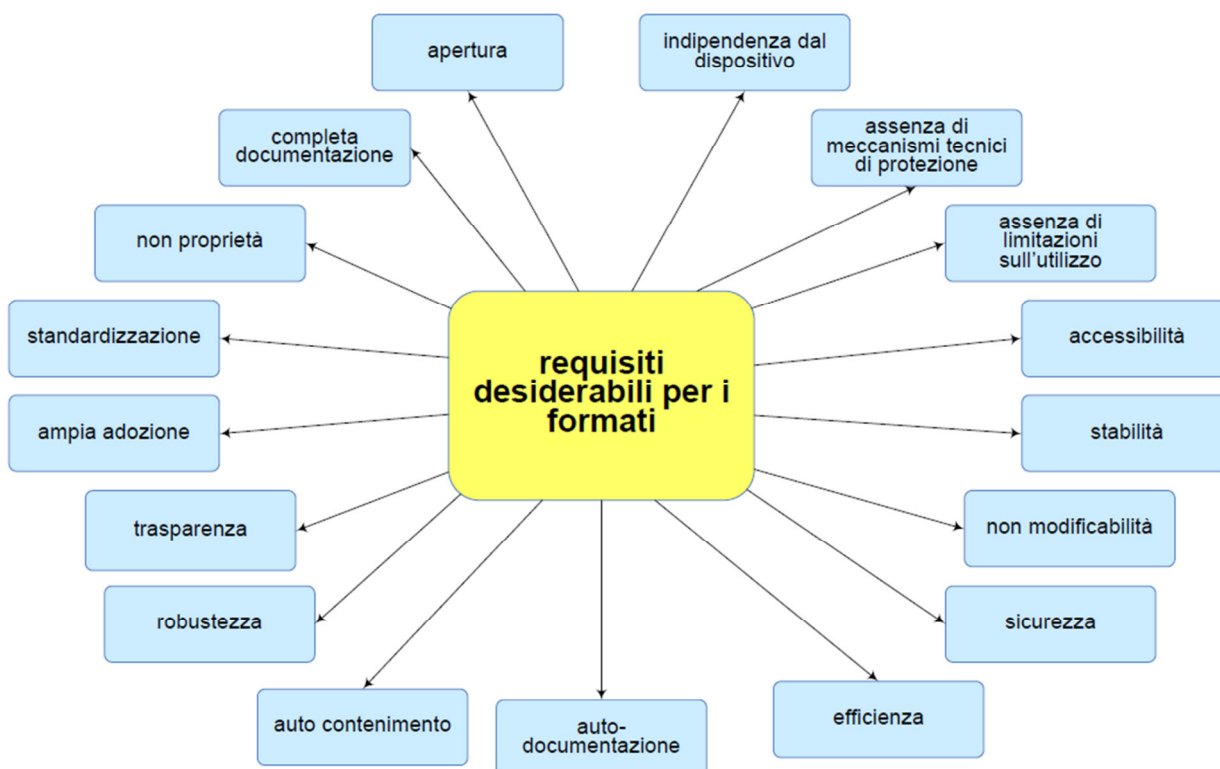 apertura
indipendenza dal
dispositivo
completa
documentazione
assenza di
meccanismi tecnici
di protezione
non proprietà
assenza di
limitazioni
sull'utilizzo
standardizzazione
requisiti
desiderabili per i
formati
accessibilità
ampia adozione
stabilità
trasparenza
non modificabilità
robustezza
sicurezza
auto contenimento
auto-
documentazione
efficienza